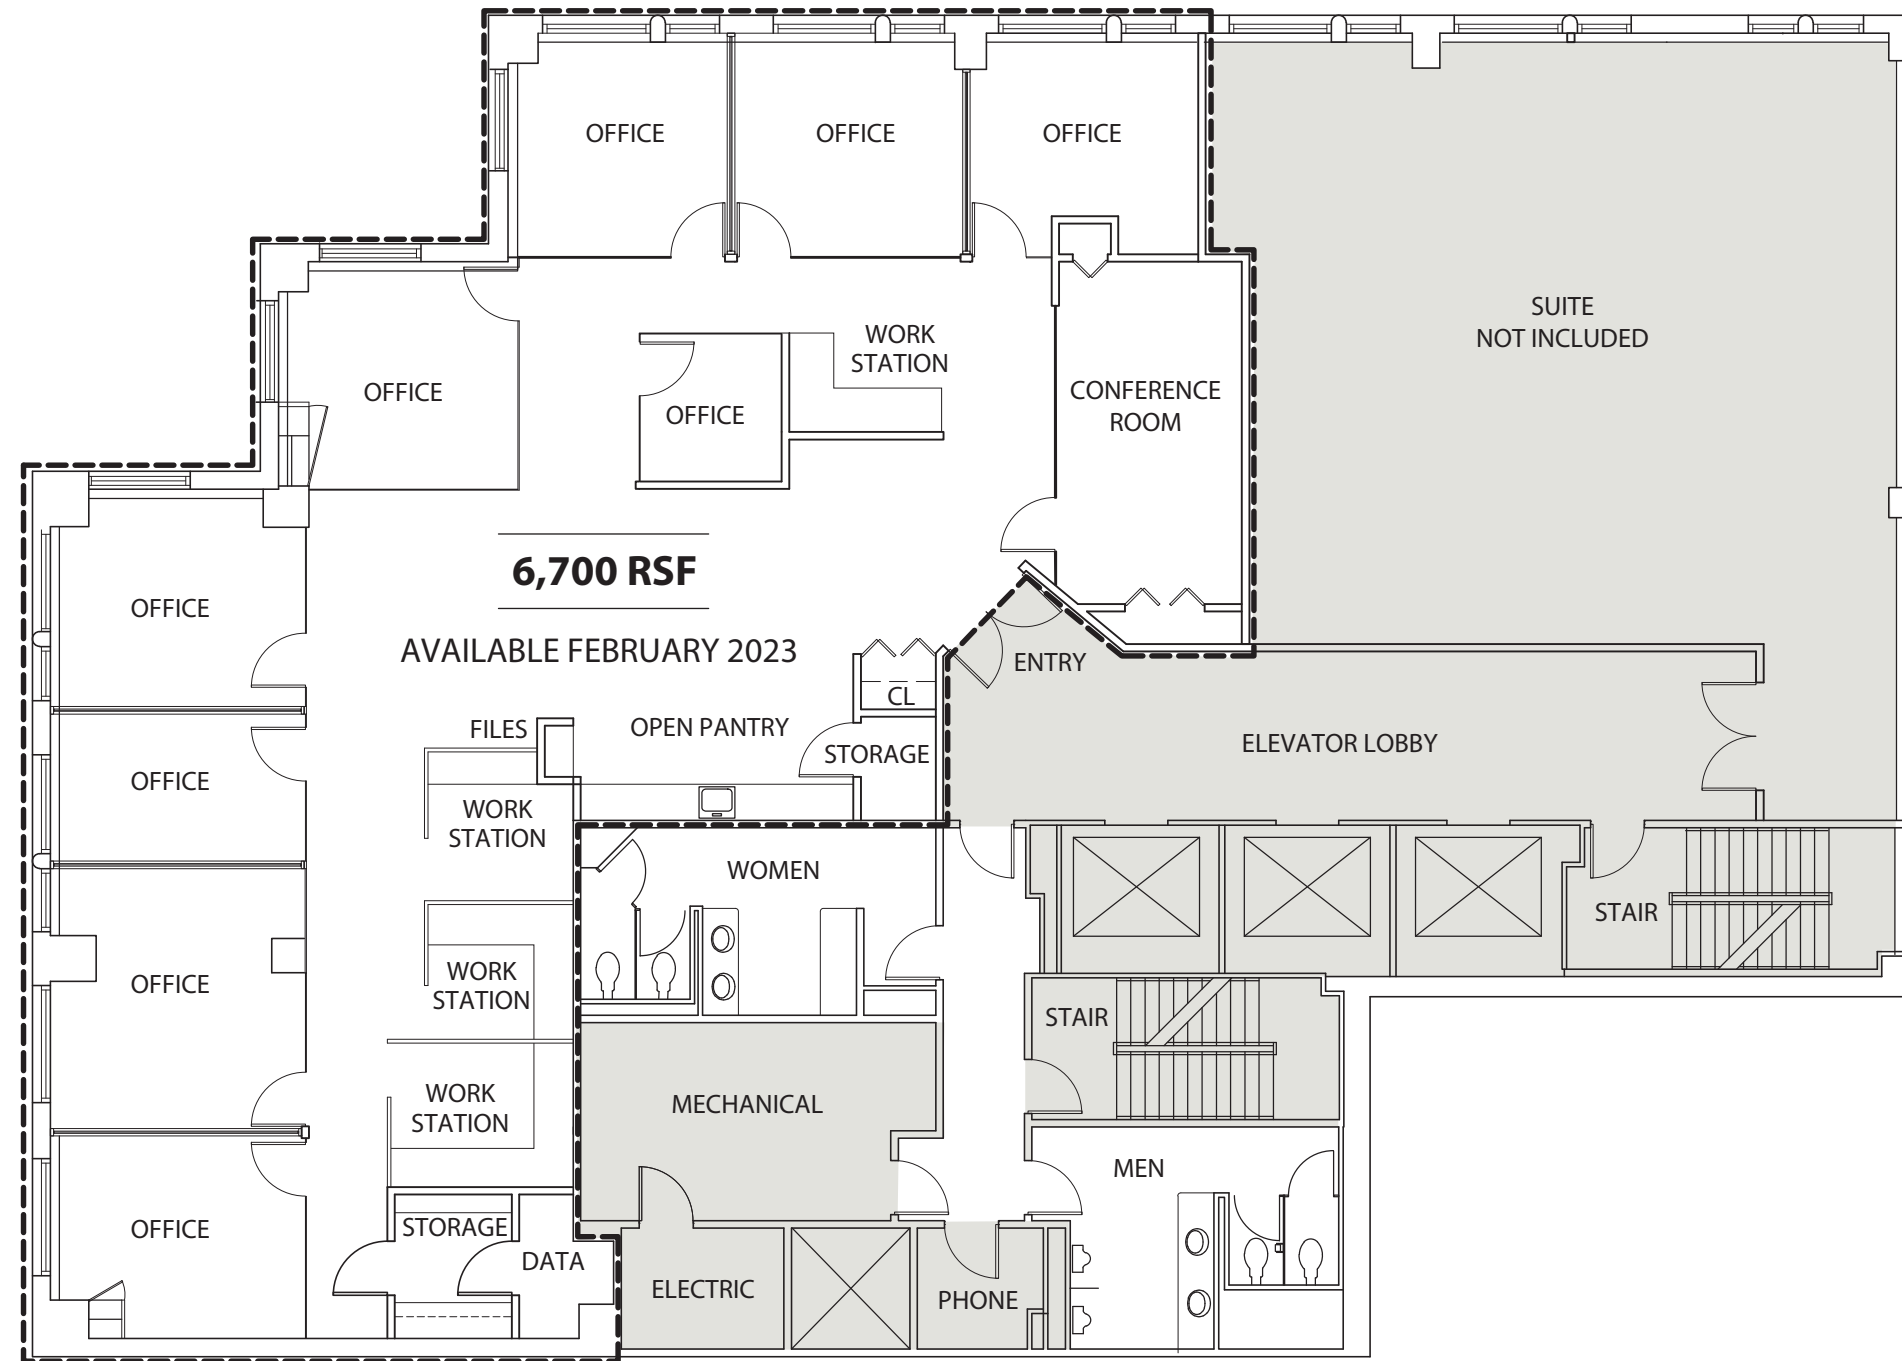 OFFICE
OFFICE
OFFICE
SUITE
NOT INCLUDED
WORK
STATION
OFFICE
OFFICE
CONFERENCE
ROOM
6,700 RSF
AVAILABLE FEBRUARY 2023
OFFICE
ENTRY
CL
FILES
OPEN PANTRY
STORAGE
ELEVATOR LOBBY
OFFICE
WORK
STATION
WOMEN
STAIR
OFFICE
WORK
STATION
STAIR
WORK
STATION
MECHANICAL
MEN
OFFICE
STORAGE
DATA
ELECTRIC
PHONE